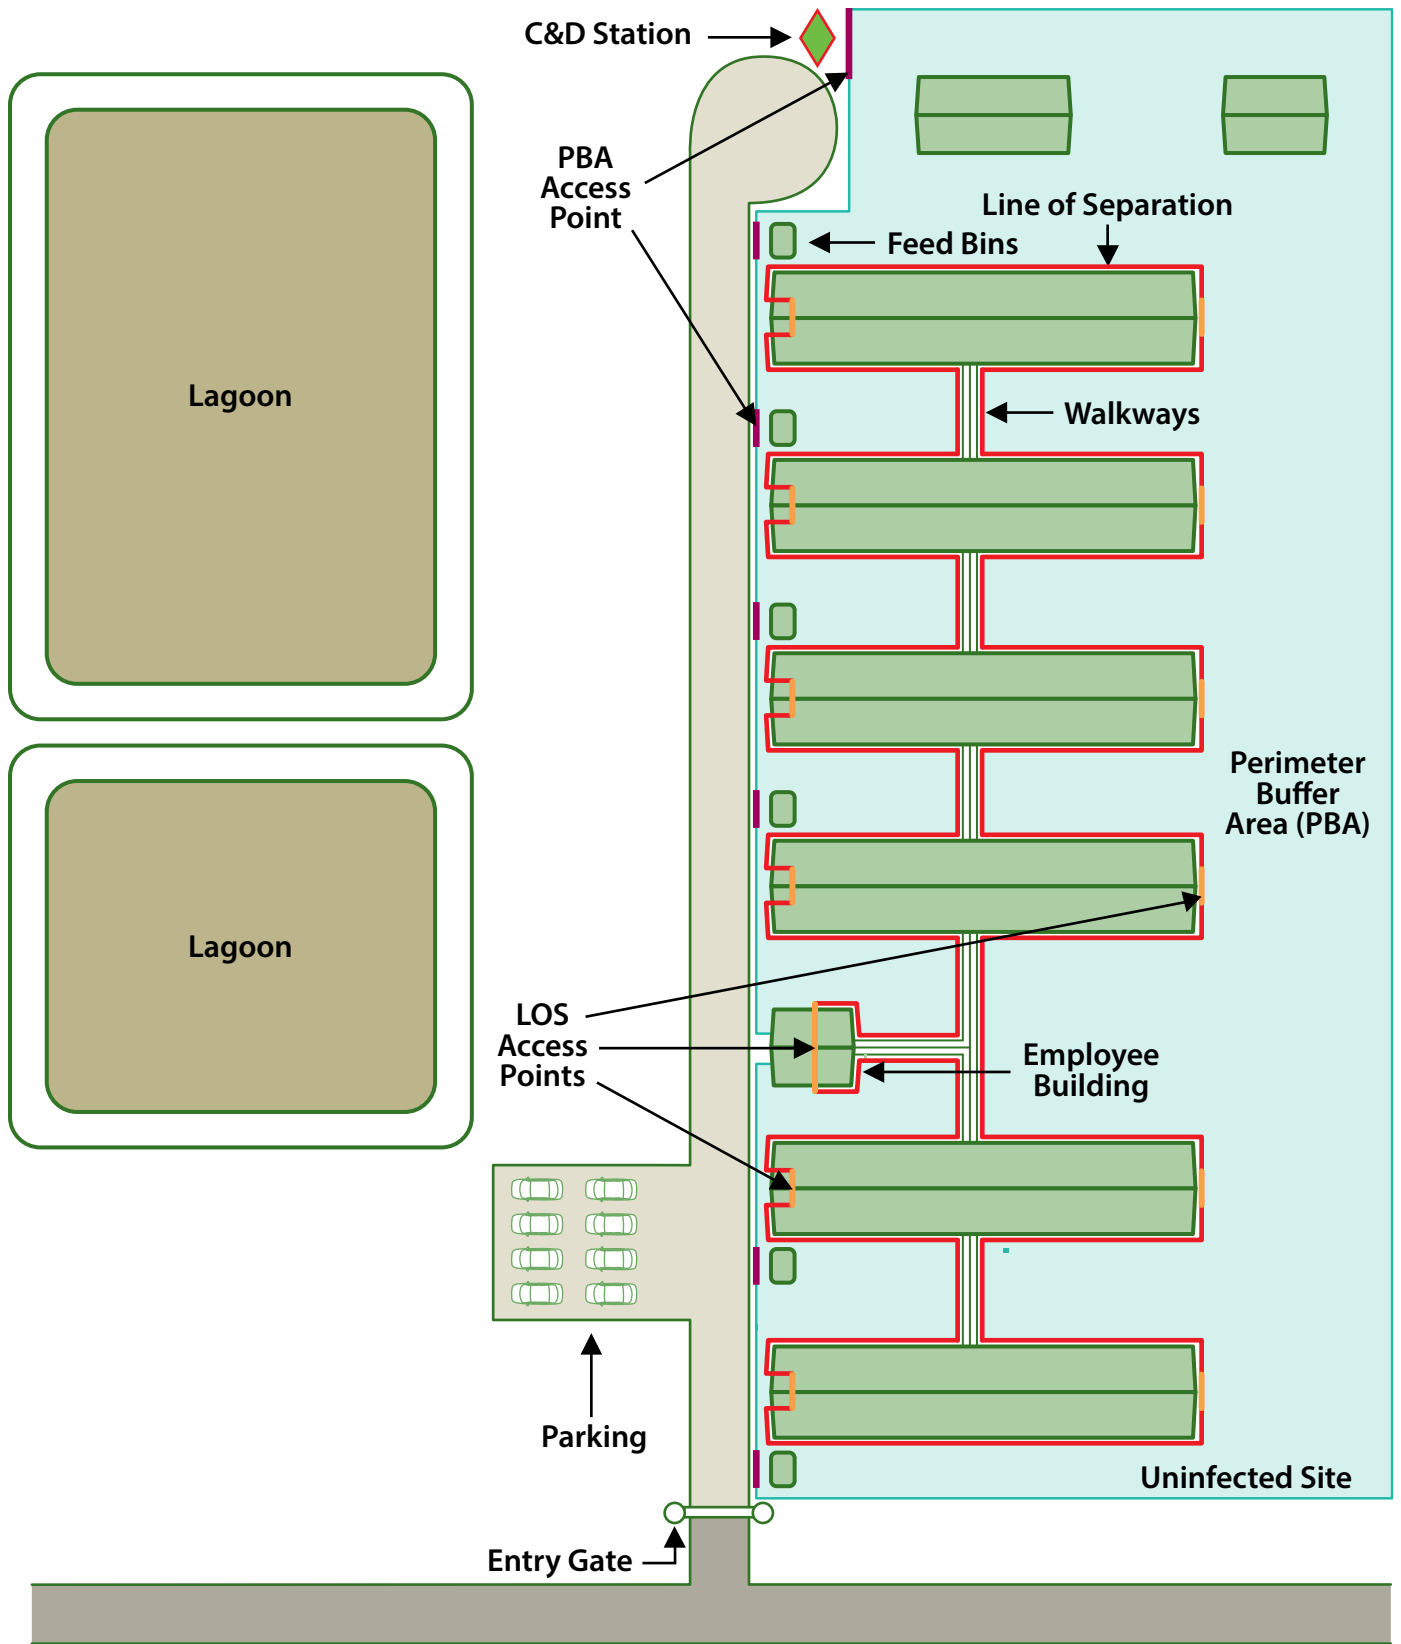 C&D Station
PBA
Access
Point
Line of Separation
Feed Bins
Lagoon
Walkways
Perimeter
Buffer
Area (PBA)
Lagoon
LOS
Access
Points
Employee
Building
Parking
Uninfected Site
Entry Gate